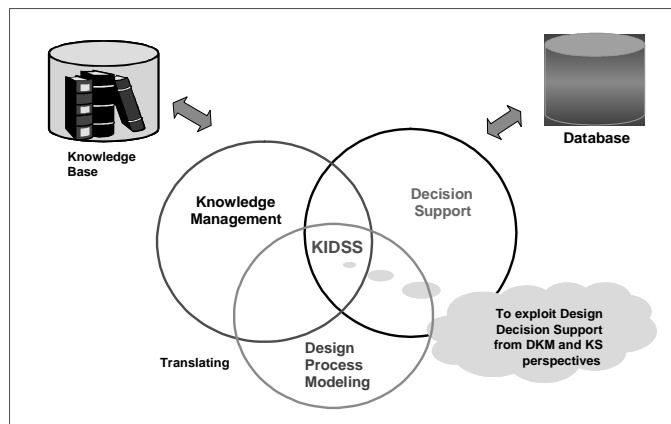 Knowledge
Base
Database
Knowledge
Management
Decision
Support
KIDSS
To exploit Design
Decision Support
from DKM and KS
perspectives
Translating
Design
Process
Modeling